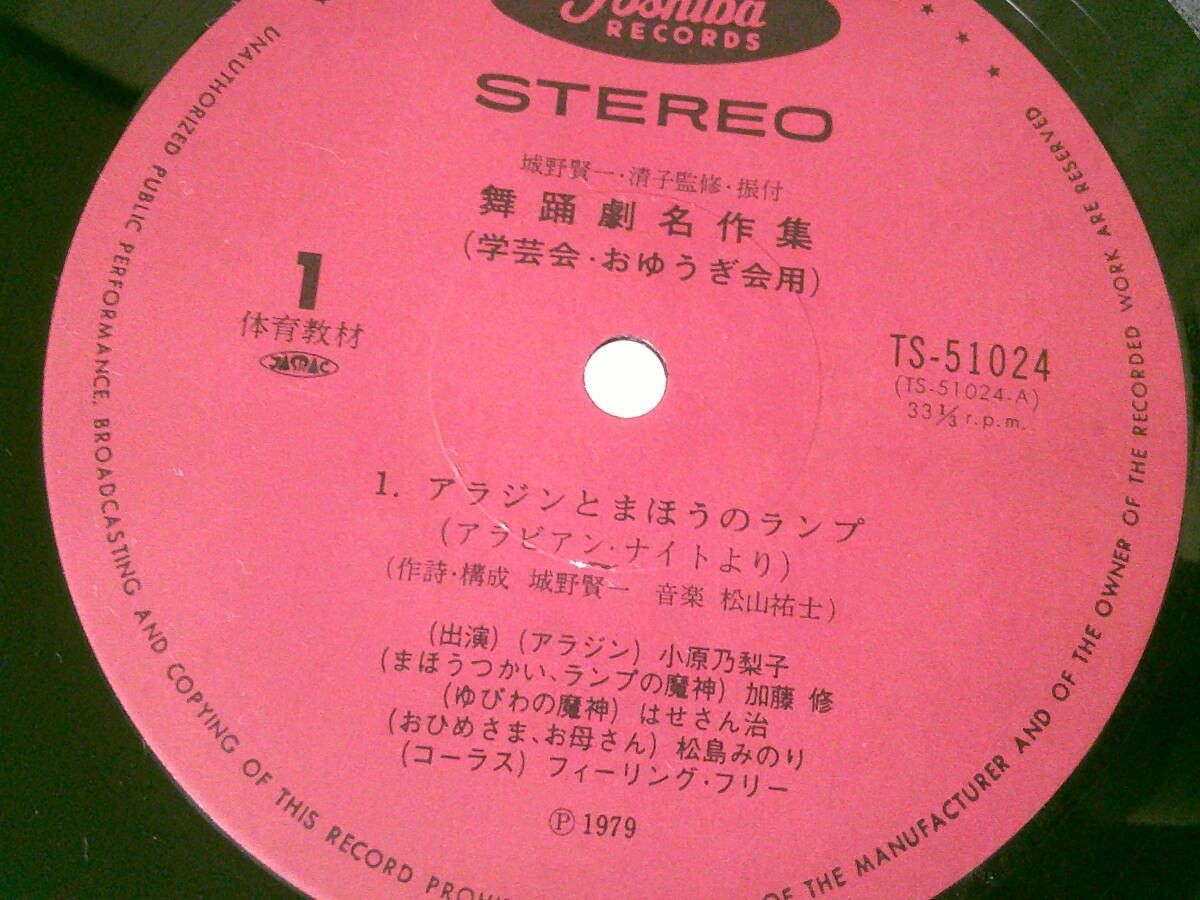 Toshiba
RECORDS
STEREO
城野賢一・清子監修・振付
舞踊劇名作集
(学芸会・おゆうぎ会用)
1
体育教材
JASRAC
TS-51024
(TS-51024-A)
33⅓ r.p.m.
1. アラジンとまほうのランプ
(アラビアン・ナイトより)
(作詩・構成 城野賢一 音楽 松山祐士)
(出演) (アラジン) 小原乃梨子
(まほうつかい、ランプの魔神) 加藤 修
(ゆびわの魔神) はせさん治
(おひめさま、お母さん) 松島みのり
(コーラス) フィーリング・フリー
Ⓟ 1979
UNAUTHORIZED PUBLIC PERFORMANCE, BROADCASTING AND COPYING OF THIS RECORD
OF THE MANUFACTURER AND OF THE OWNER OF THE RECORDED WORK ARE RESERVED